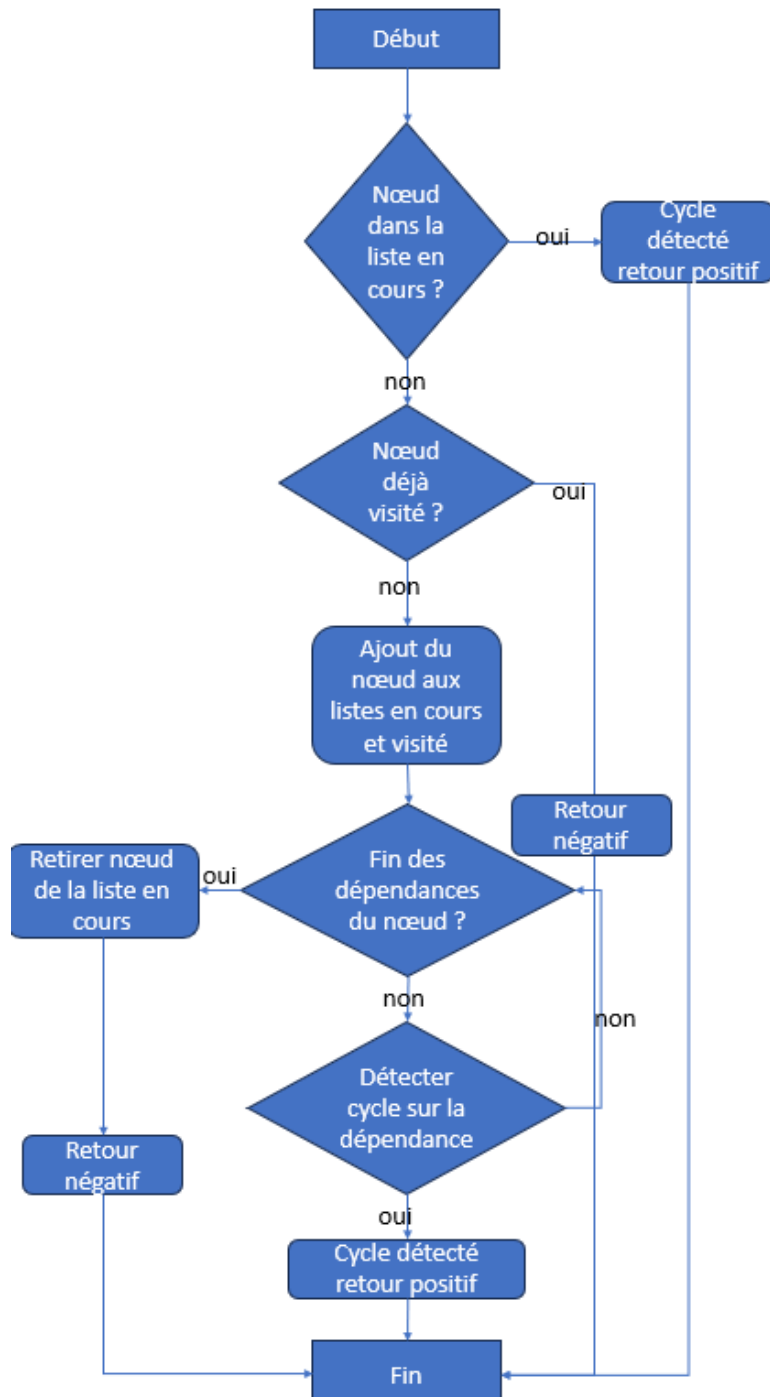 Début
Nœud
dans la
liste en
cours ?
oui
Cycle
détecté
retour positif
non
Nœud
déjà
visité ?
oui
non
Ajout du
nœud aux
listes en cours
et visité
Retour
négatif
Fin des
dépendances
du nœud ?
oui
Retirer nœud
de la liste en
cours
non
non
Détecter
cycle sur la
dépendance
Retour
négatif
oui
Cycle détecté
retour positif
Fin